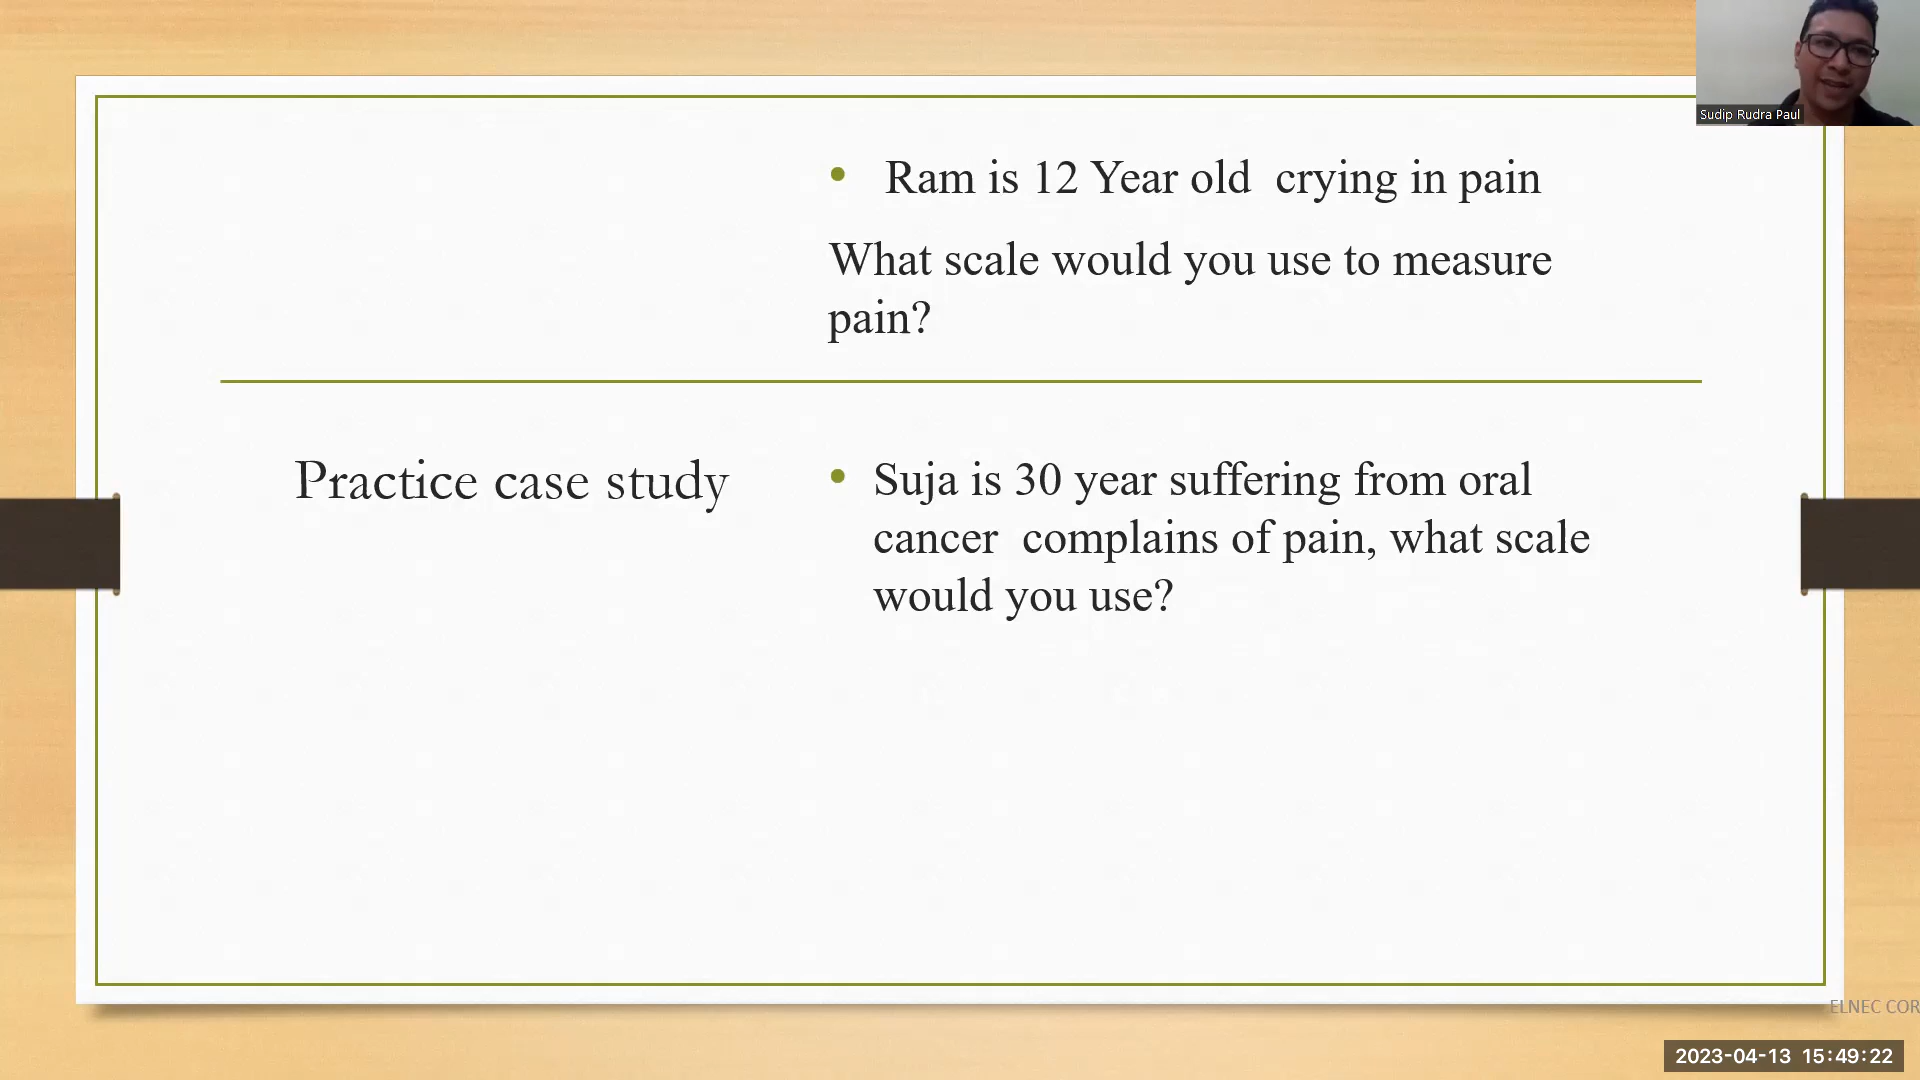 Sudip Rudra Paul
• Ram is 12 Year old crying in pain
What scale would you use to measure
pain?
Practice case study
• Suja is 30 year suffering from oral
cancer complains of pain, what scale
would you use?
ELNEC COR
2023-04-13 15:49:22